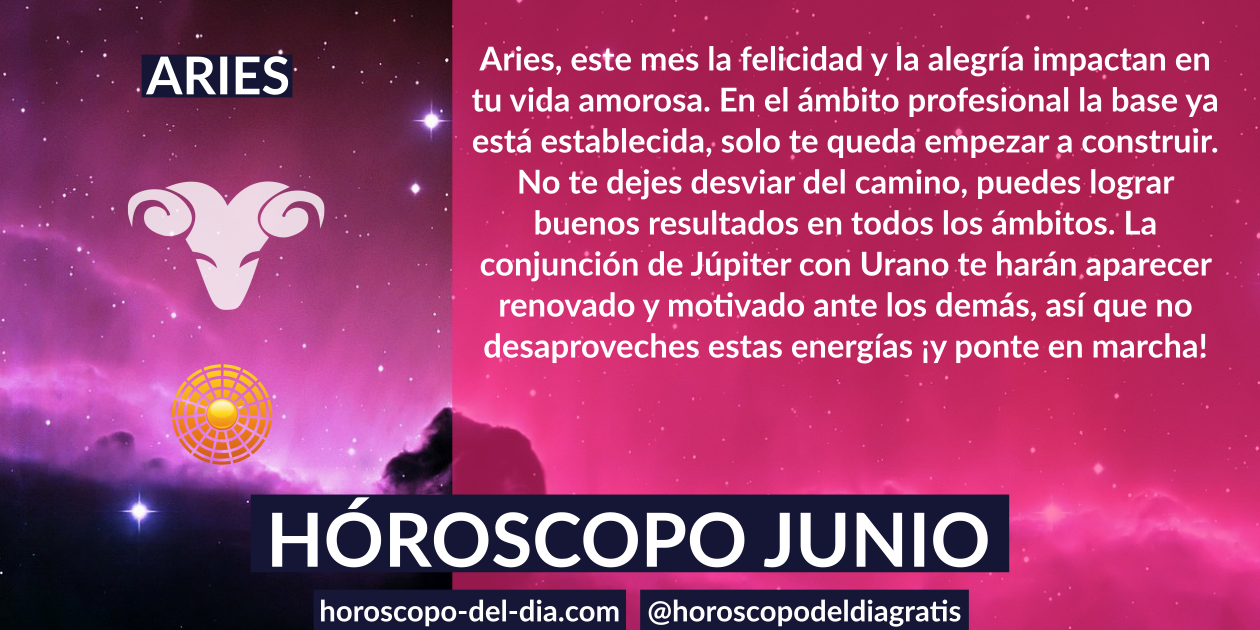 ARIES
Aries, este mes la felicidad y la alegría impactan en
tu vida amorosa. En el ámbito profesional la base ya
está establecida, solo te queda empezar a construir.
No te dejes desviar del camino, puedes lograr
buenos resultados en todos los ámbitos. La
conjunción de Júpiter con Urano te harán aparecer
renovado y motivado ante los demás, así que no
desaproveches estas energías ¡y ponte en marcha!
HÓROSCOPO JUNIO
horoscopo-del-dia.com @horoscopodeldiagratis